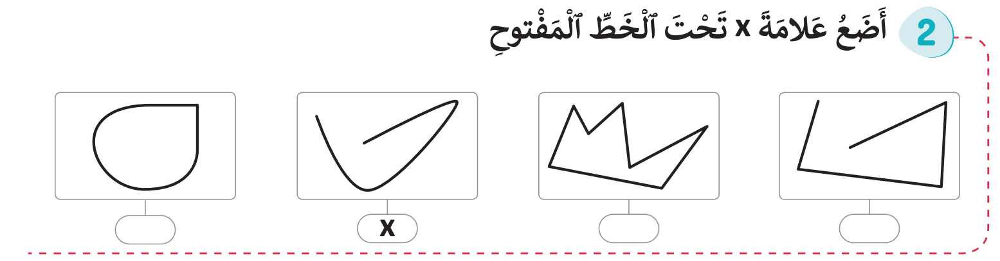 2 أَضَعُ عَلامَةَ x تَحْتَ ٱلْخَطِّ ٱلْمَفْتوحِ
x